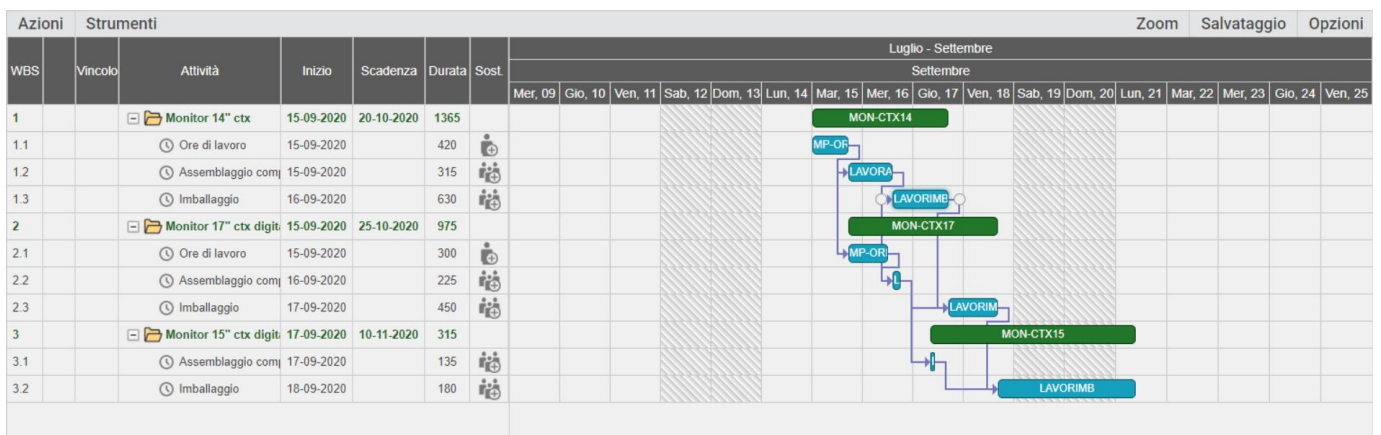 Azioni Strumenti Zoom Salvataggio Opzioni
Luglio - Settembre
WBS Vincolo Attività Inizio Scadenza Durata Sost. Settembre
Mer, 09 Gio, 10 Ven, 11 Sab, 12 Dom, 13 Lun, 14 Mar, 15 Mer, 16 Gio, 17 Ven, 18 Sab, 19 Dom, 20 Lun, 21 Mar, 22 Mer, 23 Gio, 24 Ven, 25
1 Monitor 14" ctx 15-09-2020 20-10-2020 1365 MON-CTX14
1.1 Ore di lavoro 15-09-2020 420 MP-OR
1.2 Assemblaggio comp 15-09-2020 315 LAVORA
1.3 Imballaggio 16-09-2020 630 LAVORIMB
2 Monitor 17" ctx digit 15-09-2020 25-10-2020 975 MON-CTX17
2.1 Ore di lavoro 15-09-2020 300 MP-OR
2.2 Assemblaggio comp 16-09-2020 225 L
2.3 Imballaggio 17-09-2020 450 LAVORIM
3 Monitor 15" ctx digit 17-09-2020 10-11-2020 315 MON-CTX15
3.1 Assemblaggio comp 17-09-2020 135
3.2 Imballaggio 18-09-2020 180 LAVORIMB